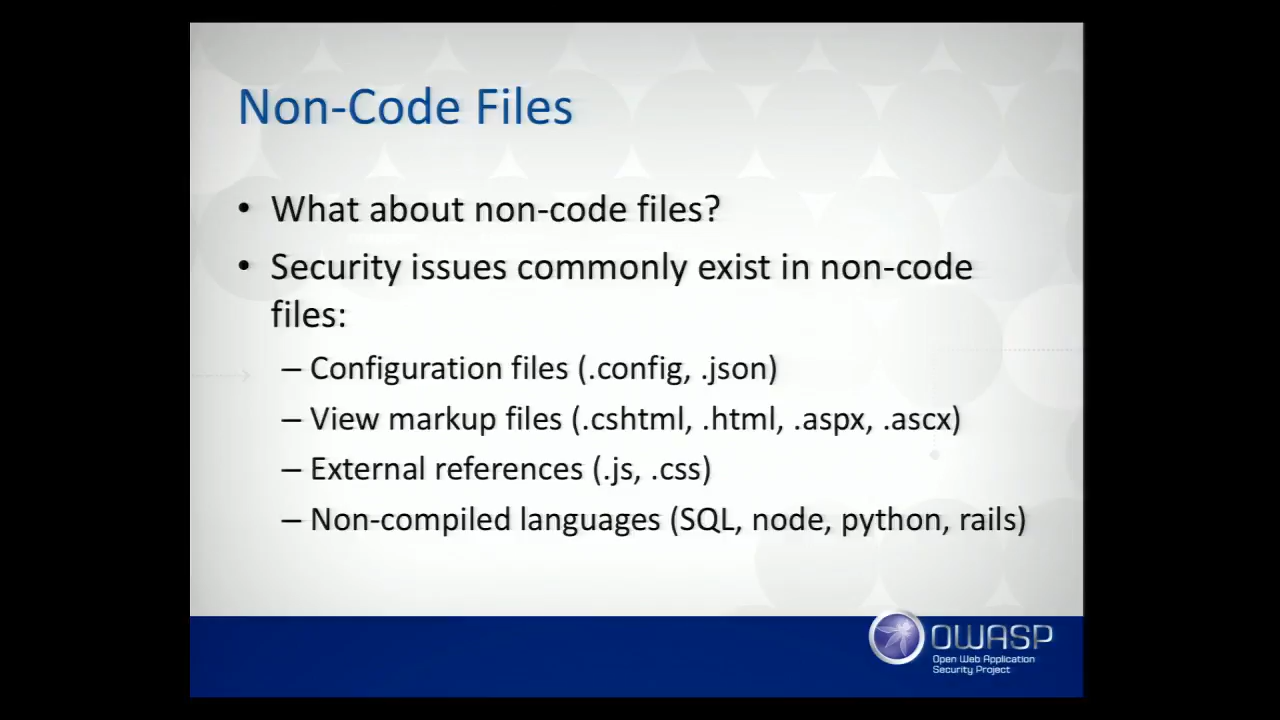 Non-Code Files
• What about non-code files?
• Security issues commonly exist in non-code
files:
– Configuration files (.config, .json)
– View markup files (.cshtml, .html, .aspx, .ascx)
– External references (.js, .css)
– Non-compiled languages (SQL, node, python, rails)
OWASP
Open Web Application
Security Project